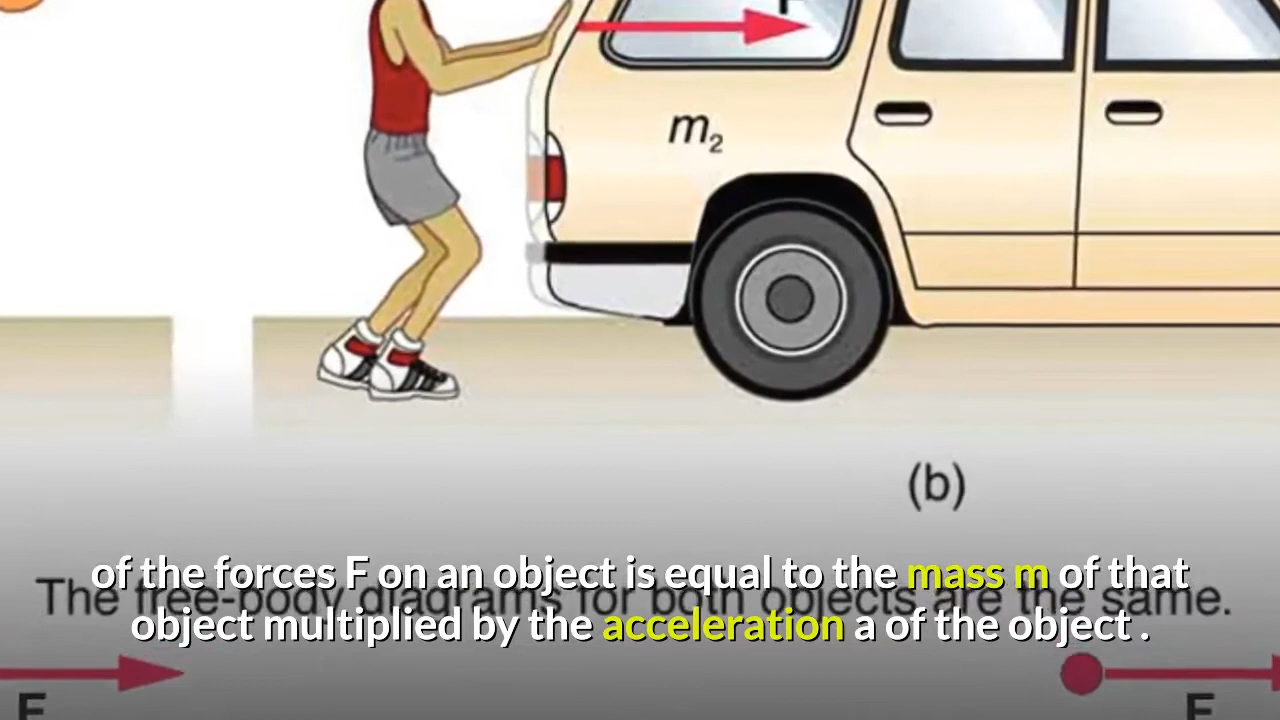 F
m₂
(b)
of the forces F on an object is equal to the mass m of that
The free-body diagrams for both objects are the same.
object multiplied by the acceleration a of the object .
F
F